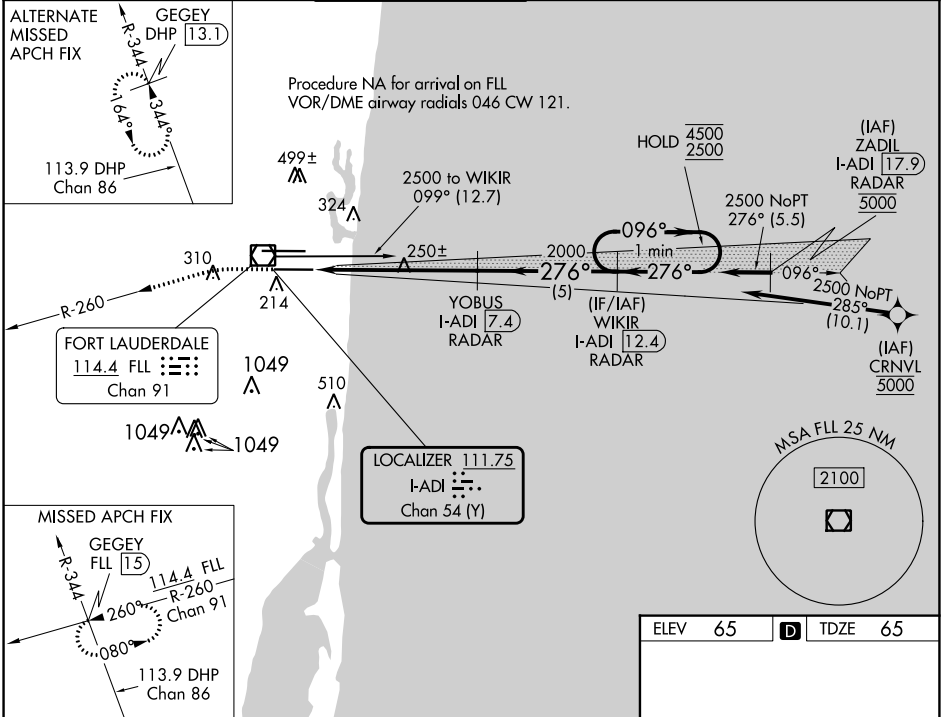 ALTERNATE
MISSED
APCH FIX
R-344
GEGEY
DHP 13.1
164°
344°
113.9 DHP
Chan 86
Procedure NA for arrival on FLL
VOR/DME airway radials 046 CW 121.
499±
324
2500 to WIKIR
099° (12.7)
HOLD 4500
2500
(IAF)
ZADIL
I-ADI 17.9
RADAR
5000
2500 NoPT
276° (5.5)
096°
1 min
310
250±
2000
276°
276°
096°
(5)
2500 NoPT
285°
(10.1)
R-260
214
YOBUS
I-ADI 7.4
RADAR
(IF/IAF)
WIKIR
I-ADI 12.4
RADAR
(IAF)
CRNVL
5000
FORT LAUDERDALE
114.4 FLL
Chan 91
1049
510
1049
1049
LOCALIZER 111.75
I-ADI
Chan 54 (Y)
MSA FLL 25 NM
2100
MISSED APCH FIX
R-344
GEGEY
FLL 15
114.4 FLL
R-260
Chan 91
260°
080°
113.9 DHP
Chan 86
ELEV 65 D TDZE 65